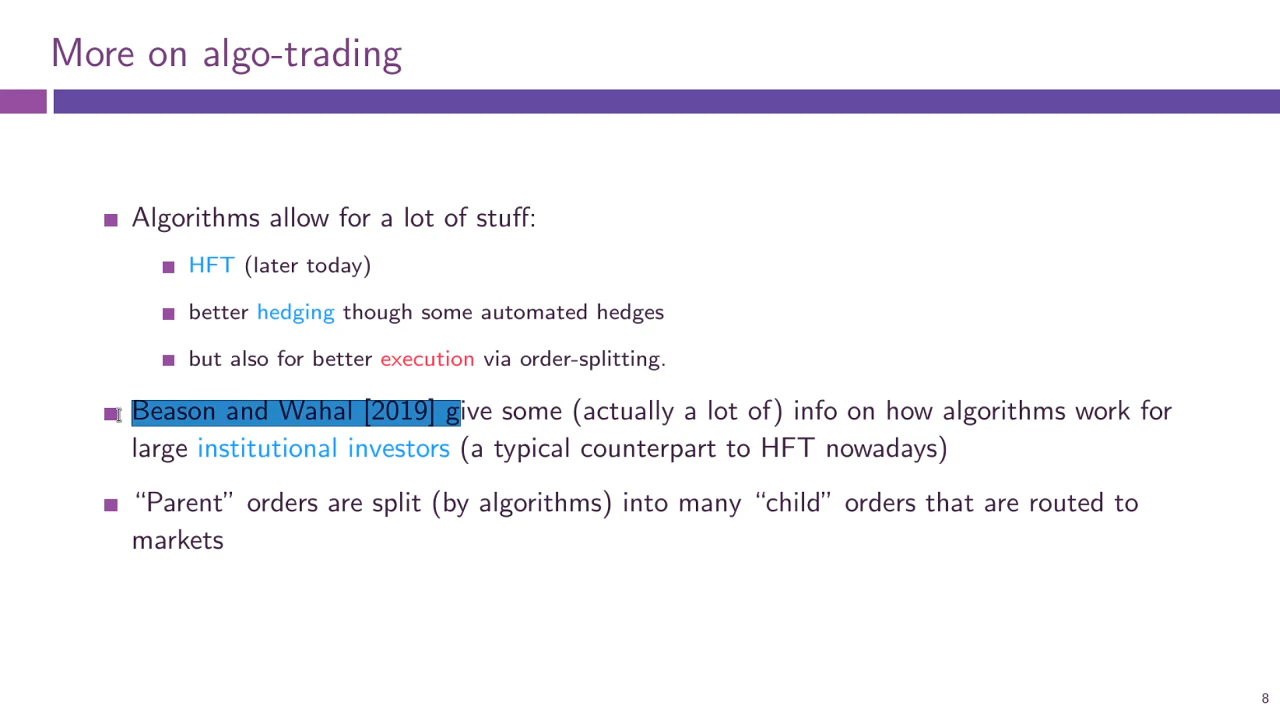 More on algo-trading
Algorithms allow for a lot of stuff:
HFT (later today)
better hedging though some automated hedges
but also for better execution via order-splitting.
Beason and Wahal [2019] give some (actually a lot of) info on how algorithms work for
large institutional investors (a typical counterpart to HFT nowadays)
“Parent” orders are split (by algorithms) into many “child” orders that are routed to
markets
8